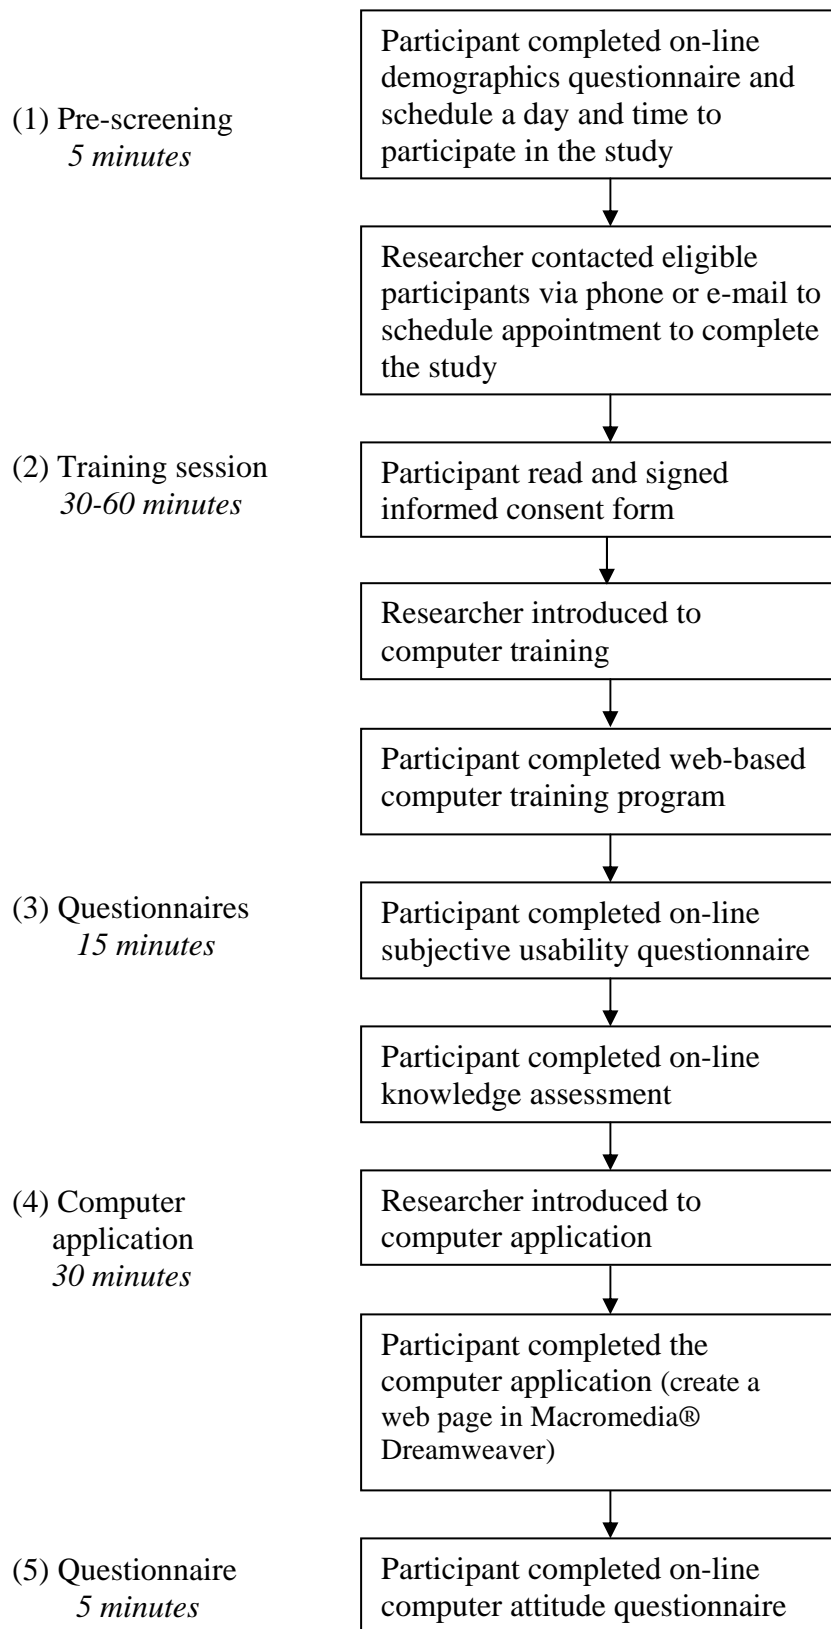 Participant completed on-line
demographics questionnaire and
schedule a day and time to
participate in the study
(1) Pre-screening
5 minutes
Researcher contacted eligible
participants via phone or e-mail to
schedule appointment to complete
the study
(2) Training session
30-60 minutes
Participant read and signed
informed consent form
Researcher introduced to
computer training
Participant completed web-based
computer training program
(3) Questionnaires
15 minutes
Participant completed on-line
subjective usability questionnaire
Participant completed on-line
knowledge assessment
(4) Computer
application
30 minutes
Researcher introduced to
computer application
Participant completed the
computer application (create a
web page in Macromedia®
Dreamweaver)
(5) Questionnaire
5 minutes
Participant completed on-line
computer attitude questionnaire